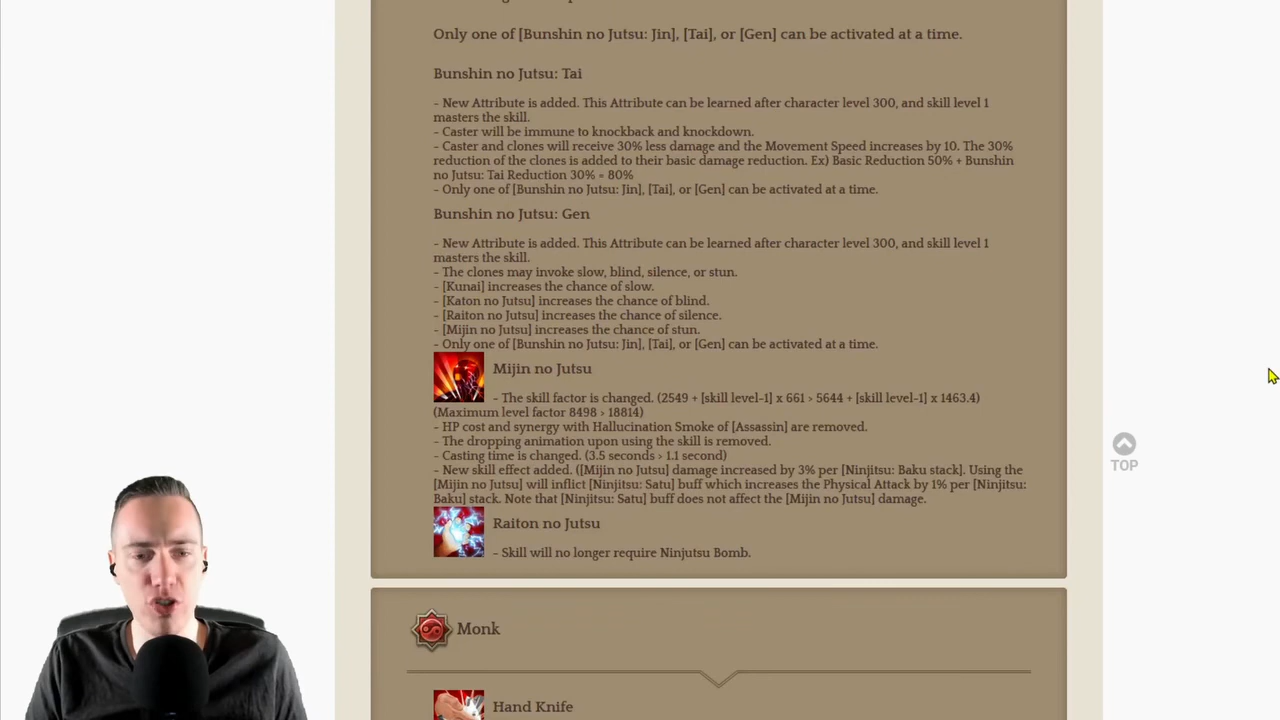 Only one of [Bunshin no Jutsu: Jin], [Tai], or [Gen] can be activated at a time.
Bunshin no Jutsu: Tai
- New Attribute is added. This Attribute can be learned after character level 300, and skill level 1
masters the skill.
- Caster will be immune to knockback and knockdown.
- Caster and clones will receive 30% less damage and the Movement Speed increases by 10. The 30%
reduction of the clones is added to their basic damage reduction. Ex) Basic Reduction 50% + Bunshin
no Jutsu: Tai Reduction 30% = 80%
- Only one of [Bunshin no Jutsu: Jin], [Tai], or [Gen] can be activated at a time.
Bunshin no Jutsu: Gen
- New Attribute is added. This Attribute can be learned after character level 300, and skill level 1
masters the skill.
- The clones may invoke slow, blind, silence, or stun.
- [Kunai] increases the chance of slow.
- [Katon no Jutsu] increases the chance of blind.
- [Raiton no Jutsu] increases the chance of silence.
- [Mijin no Jutsu] increases the chance of stun.
- Only one of [Bunshin no Jutsu: Jin], [Tai], or [Gen] can be activated at a time.
Mijin no Jutsu
- The skill factor is changed. (2549 + [skill level-1] x 661 > 5644 + [skill level-1] x 1463.4)
(Maximum level factor 8498 > 18814)
- HP cost and synergy with Hallucination Smoke of [Assassin] are removed.
- The dropping animation upon using the skill is removed.
- Casting time is changed. (3.5 seconds > 1.1 second)
- New skill effect added. ([Mijin no Jutsu] damage increased by 3% per [Ninjitsu: Baku stack]. Using the
[Mijin no Jutsu] will inflict [Ninjitsu: Satu] buff which increases the Physical Attack by 1% per [Ninjitsu:
Baku] stack. Note that [Ninjitsu: Satu] buff does not affect the [Mijin no Jutsu] damage.
Raiton no Jutsu
- Skill will no longer require Ninjutsu Bomb.
TOP
Monk
Hand Knife